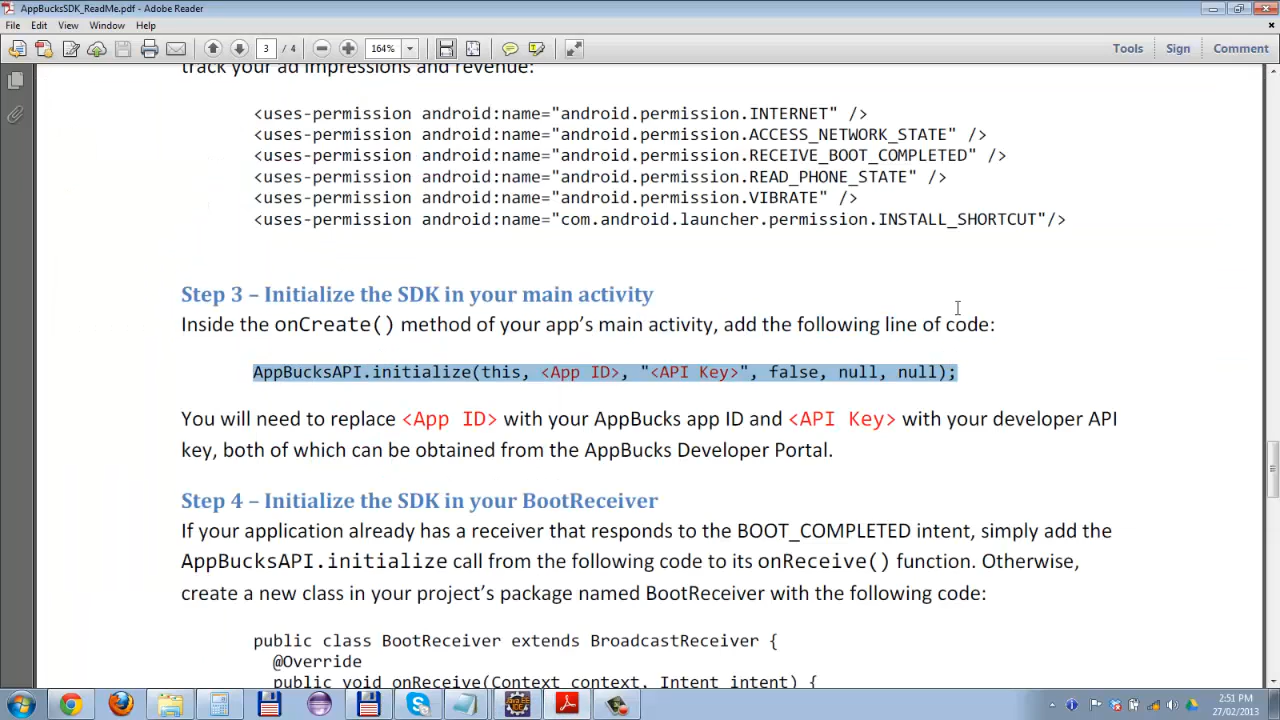 AppBucksSDK_ReadMe.pdf - Adobe Reader
File Edit View Window Help
3 / 4 164% Tools Sign Comment
track your ad impressions and revenue:
<uses-permission android:name="android.permission.INTERNET" />
<uses-permission android:name="android.permission.ACCESS_NETWORK_STATE" />
<uses-permission android:name="android.permission.RECEIVE_BOOT_COMPLETED" />
<uses-permission android:name="android.permission.READ_PHONE_STATE" />
<uses-permission android:name="android.permission.VIBRATE" />
<uses-permission android:name="com.android.launcher.permission.INSTALL_SHORTCUT"/>
Step 3 – Initialize the SDK in your main activity
Inside the onCreate() method of your app's main activity, add the following line of code:
AppBucksAPI.initialize(this, <App ID>, "<API Key>", false, null, null);
You will need to replace <App ID> with your AppBucks app ID and <API Key> with your developer API
key, both of which can be obtained from the AppBucks Developer Portal.
Step 4 – Initialize the SDK in your BootReceiver
If your application already has a receiver that responds to the BOOT_COMPLETED intent, simply add the
AppBucksAPI.initialize call from the following code to its onReceive() function. Otherwise,
create a new class in your project's package named BootReceiver with the following code:
public class BootReceiver extends BroadcastReceiver {
@Override
public void onReceive(Context context, Intent intent) {
2:51 PM
27/02/2013